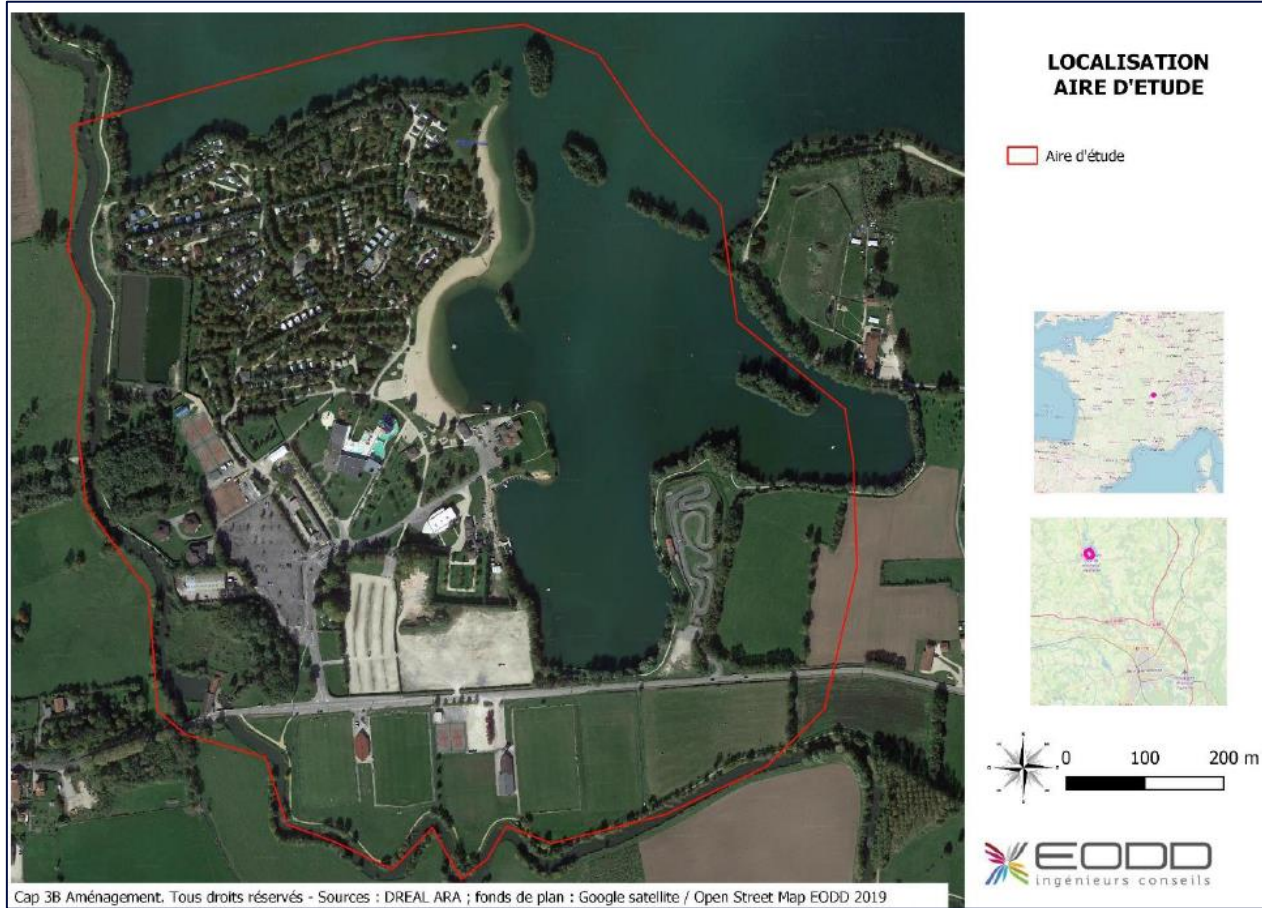 LOCALISATION
AIRE D'ETUDE
Aire d'étude
0 100 200 m
EODD
ingénieurs conseils
Cap 3B Aménagement. Tous droits réservés - Sources : DREAL ARA ; fonds de plan : Google satellite / Open Street Map EODD 2019